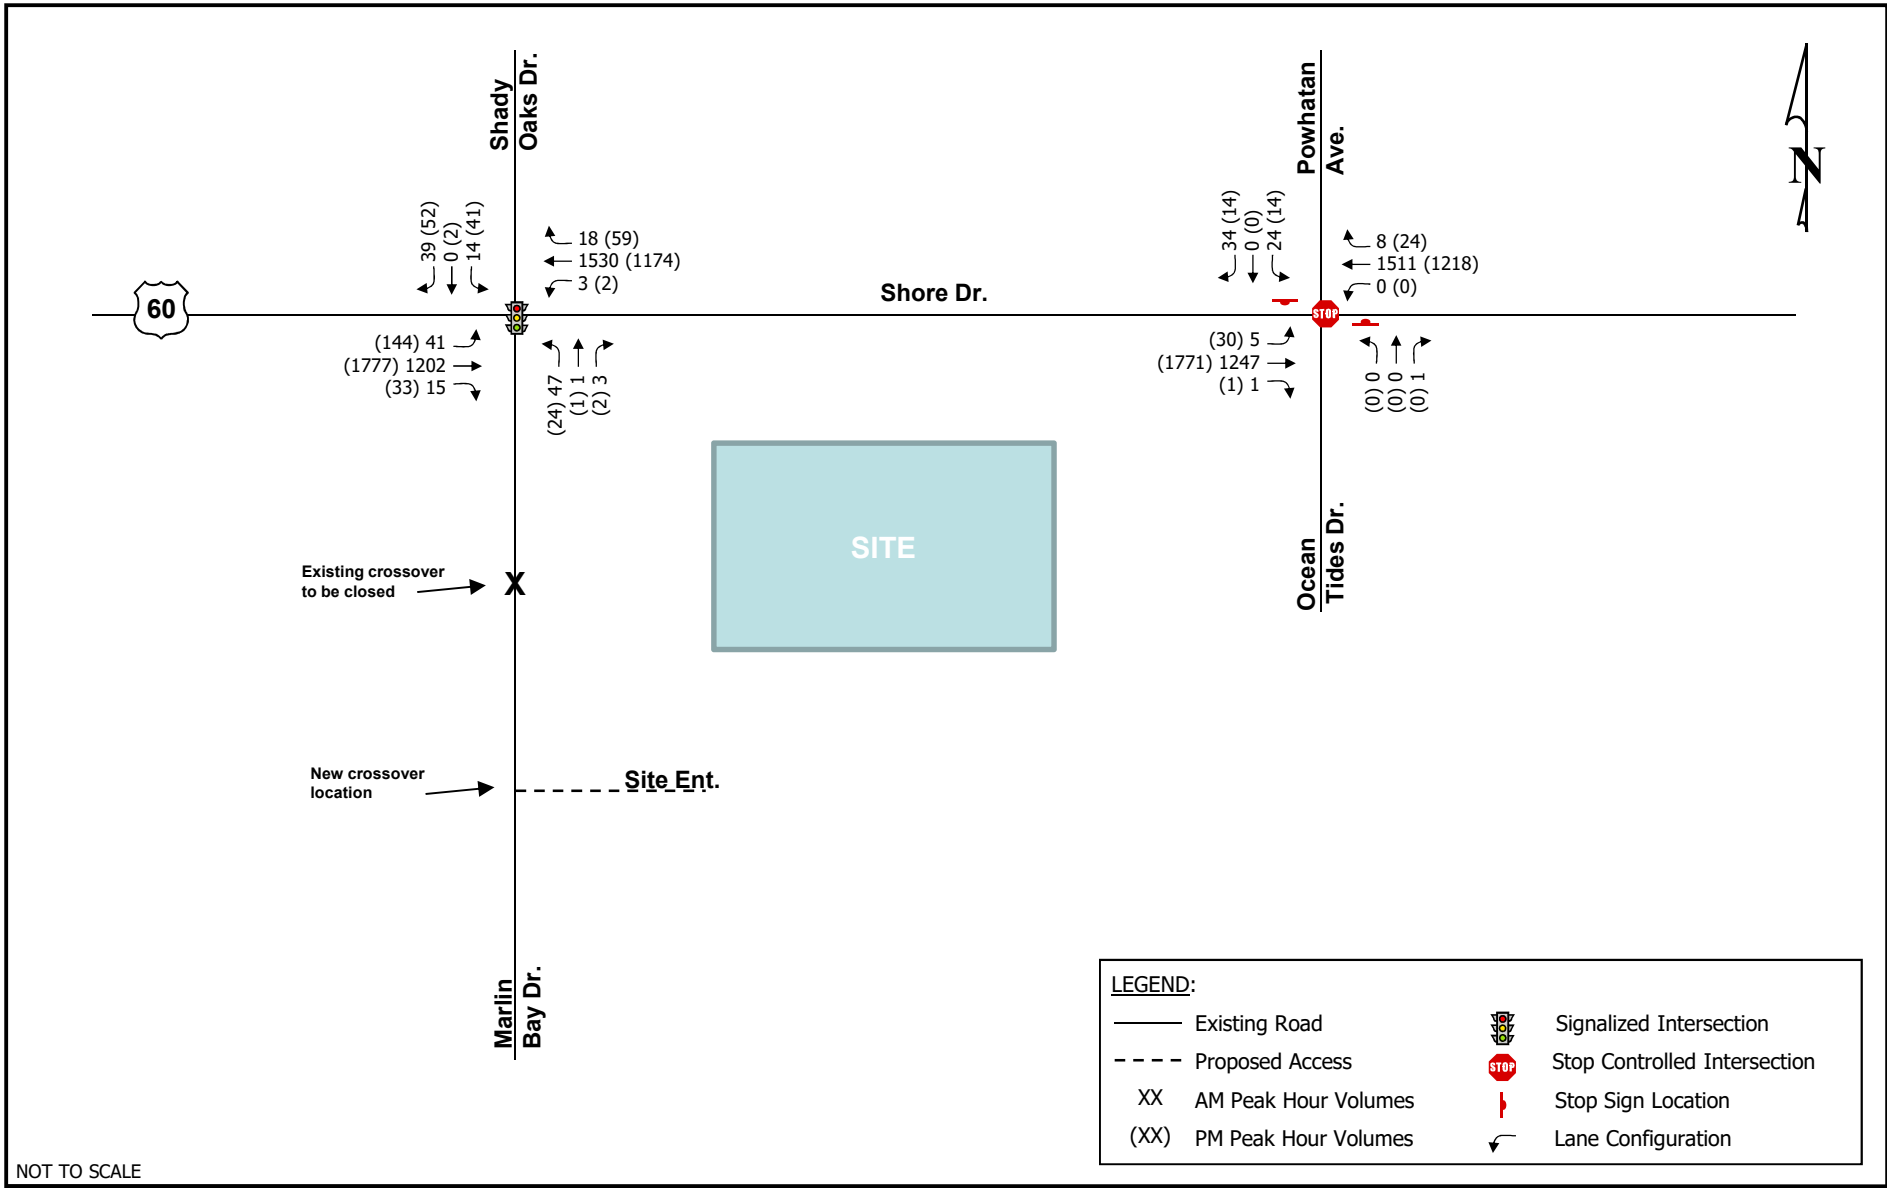 Shady
Oaks Dr.
Powhatan
Ave.
N
39 (52)
0 (2)
14 (41)
18 (59)
1530 (1174)
3 (2)
34 (14)
0 (0)
24 (14)
8 (24)
1511 (1218)
0 (0)
60
Shore Dr.
STOP
(144) 41
(1777) 1202
(33) 15
(24) 47
(1) 1
(2) 3
(30) 5
(1771) 1247
(1) 1
(0) 0
(0) 0
(0) 1
SITE
Ocean
Tides Dr.
Existing crossover
to be closed
X
New crossover
location
Site Ent.
Marlin
Bay Dr.
LEGEND:
Existing Road
Signalized Intersection
Proposed Access
STOP
Stop Controlled Intersection
XX
AM Peak Hour Volumes
Stop Sign Location
(XX)
PM Peak Hour Volumes
Lane Configuration
NOT TO SCALE